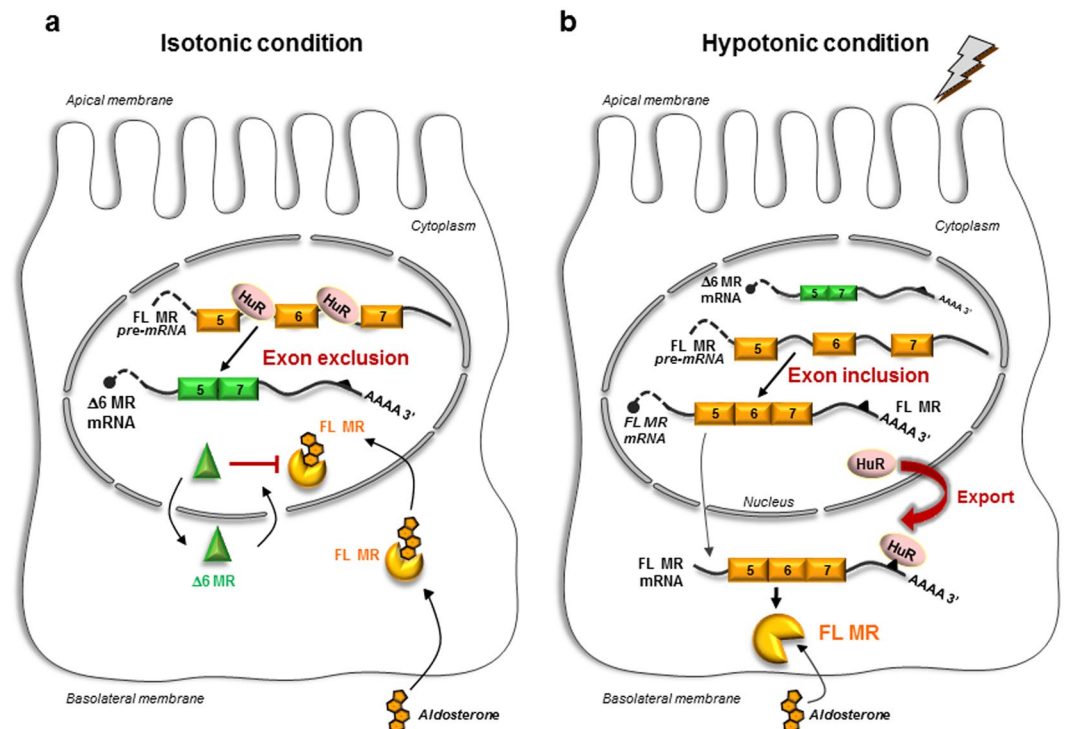 a
Isotonic condition
Apical membrane
Cytoplasm
HuR
HuR
FL MR
pre-mRNA
5
6
7
Exon exclusion
Δ6 MR
mRNA
5 7
AAAA 3'
FL MR
FL MR
Δ6 MR
Basolateral membrane
Aldosterone
b
Hypotonic condition
Apical membrane
Cytoplasm
Δ6 MR
mRNA
5 7
AAAA 3'
FL MR
pre-mRNA
5
6
7
Exon inclusion
FL MR
mRNA
5 6 7
FL MR
AAAA 3'
HuR
Nucleus
Export
HuR
FL MR
mRNA
5 6 7
AAAA 3'
FL MR
Basolateral membrane
Aldosterone